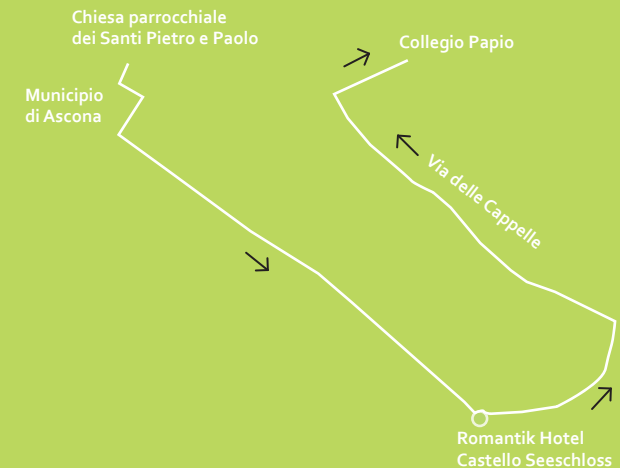 Chiesa parrocchiale
dei Santi Pietro e Paolo
Collegio Papio
Municipio
di Ascona
Via delle Cappelle
Romantik Hotel
Castello Seeschloss